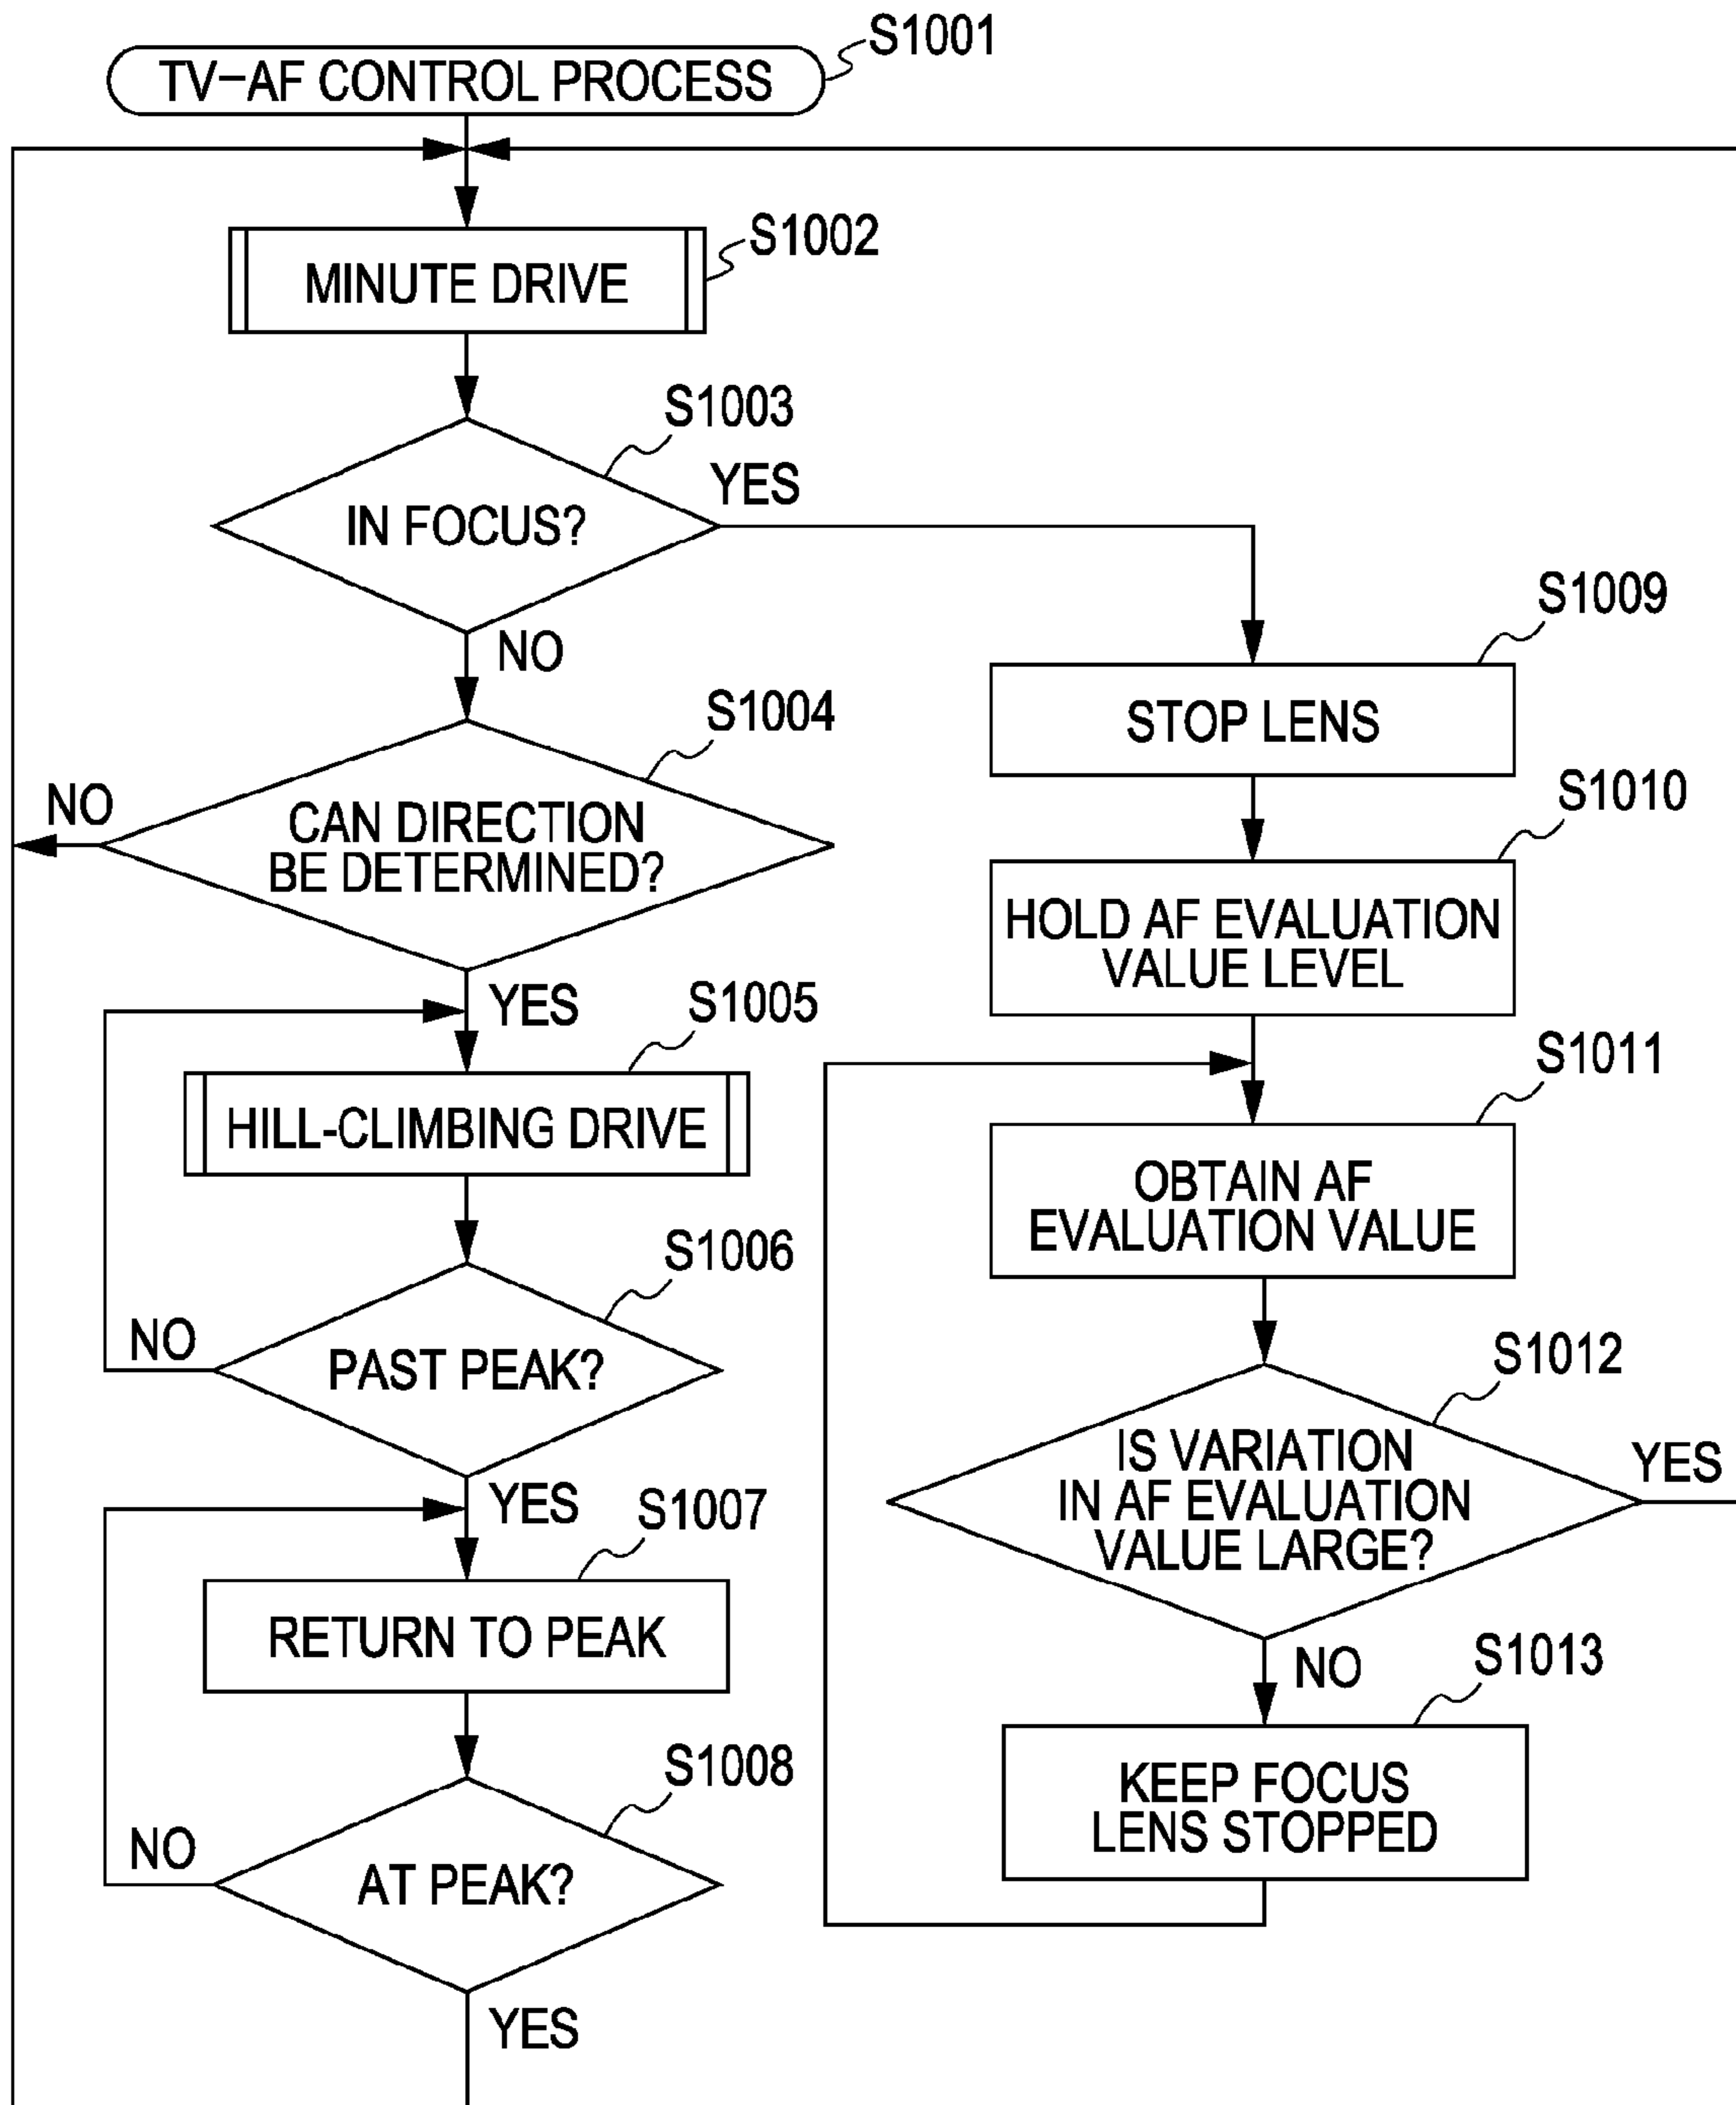 S1001
TV-AF CONTROL PROCESS
S1002
MINUTE DRIVE
S1003
IN FOCUS?
YES
NO
S1004
CAN DIRECTION
BE DETERMINED?
NO
YES
S1005
HILL-CLIMBING DRIVE
S1006
PAST PEAK?
NO
YES
S1007
RETURN TO PEAK
S1008
AT PEAK?
NO
YES
S1009
STOP LENS
S1010
HOLD AF EVALUATION
VALUE LEVEL
S1011
OBTAIN AF
EVALUATION VALUE
S1012
IS VARIATION
IN AF EVALUATION
VALUE LARGE?
YES
NO
S1013
KEEP FOCUS
LENS STOPPED